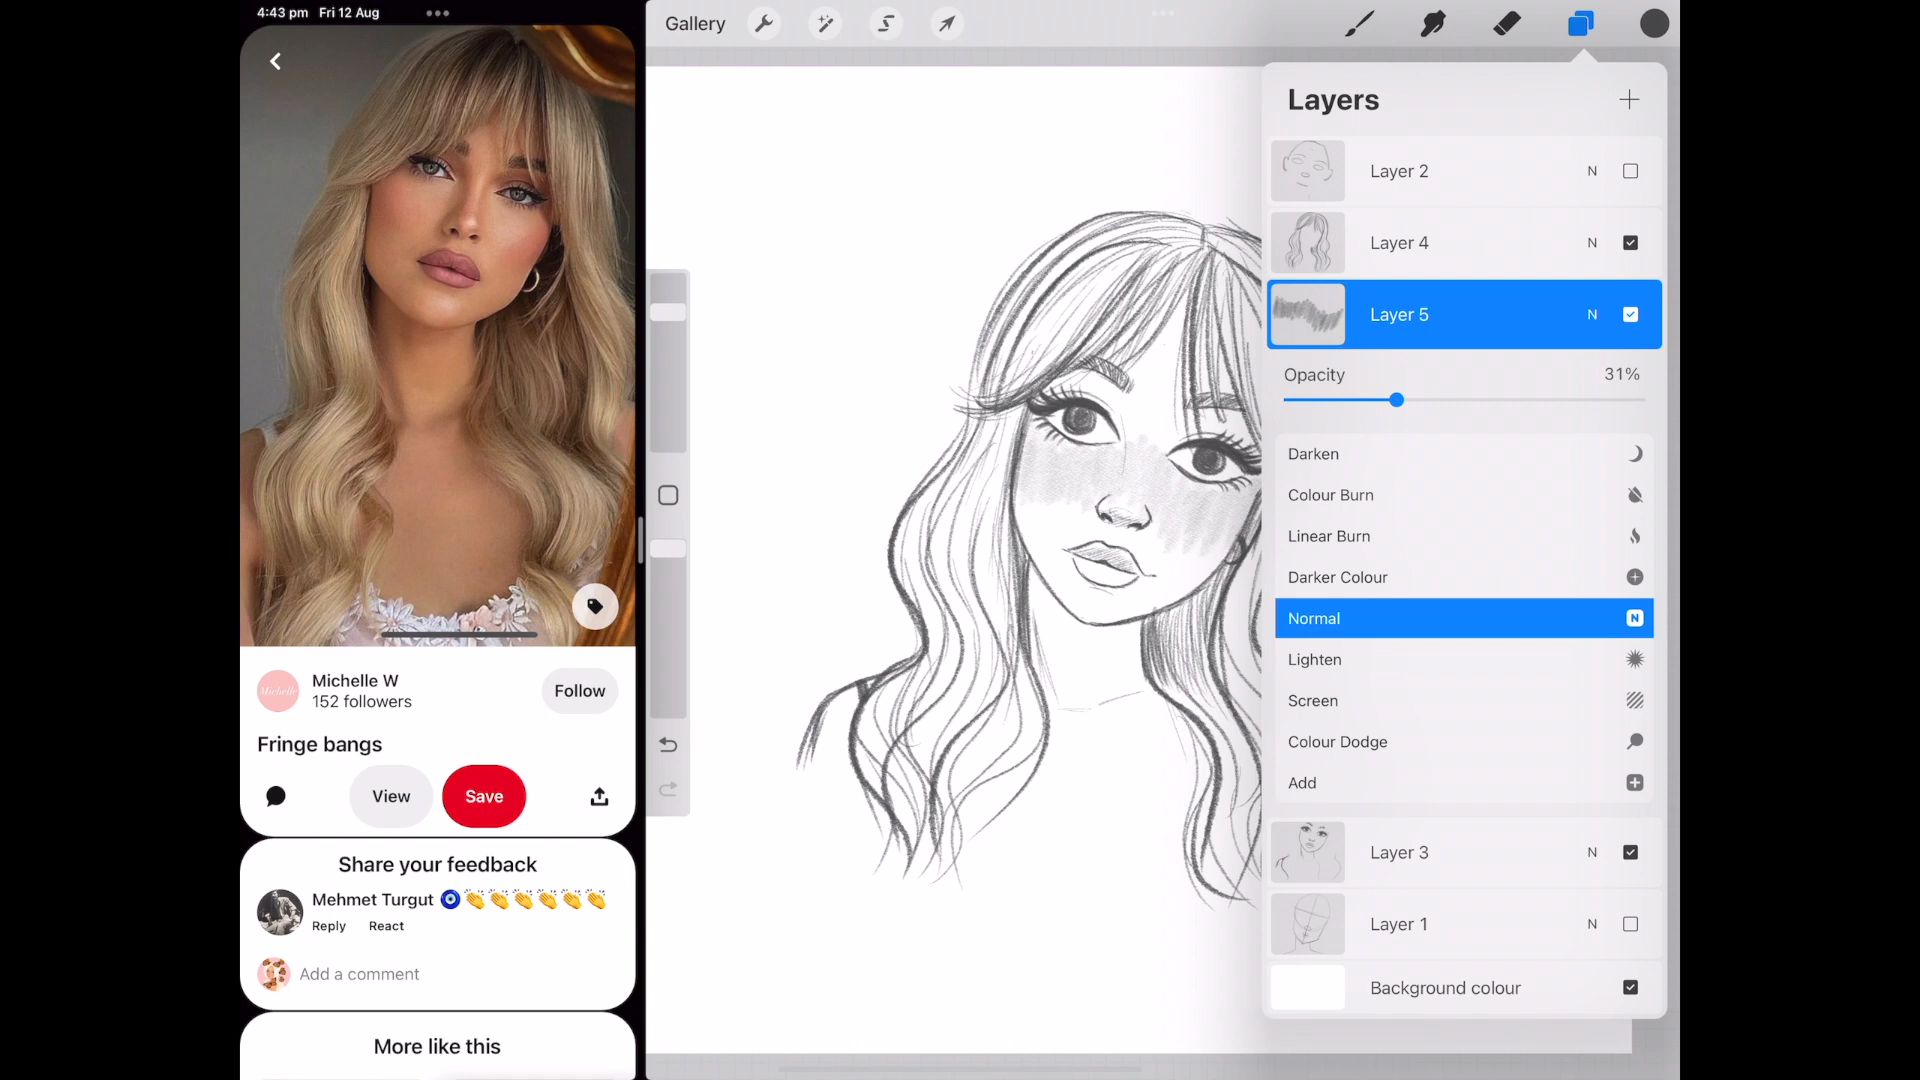 4:43 pm Fri 12 Aug
Michelle
Michelle W
152 followers
Follow
Fringe bangs
View
Save
Share your feedback
Mehmet Turgut 🧿👏👏👏👏👏👏
Reply React
Add a comment
More like this
Gallery
Layers
Layer 2 N
Layer 4 N
Layer 5 N
Opacity 31%
Darken
Colour Burn
Linear Burn
Darker Colour
Normal N
Lighten
Screen
Colour Dodge
Add
Layer 3 N
Layer 1 N
Background colour